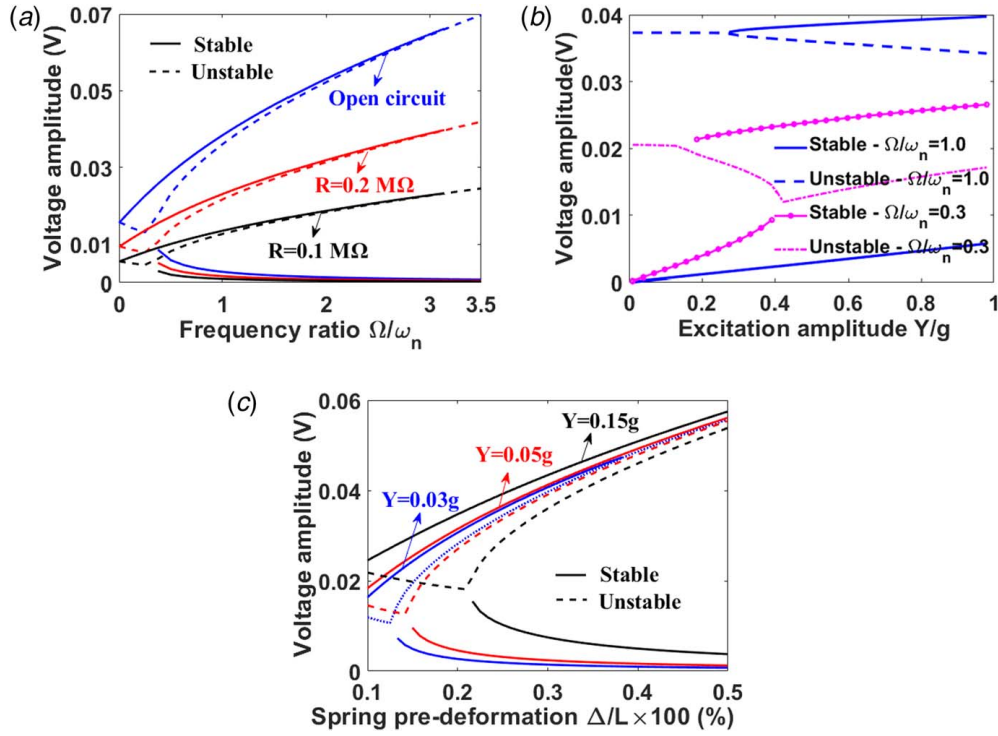 (a)
Voltage amplitude (V)
0.07
0.05
0.03
0.01
0
Stable
Unstable
Open circuit
R=0.2 MΩ
R=0.1 MΩ
0 1 2 3 3.5
Frequency ratio Ω/ωn
(b)
Voltage amplitude(V)
0.04
0.03
0.02
0.01
0
Stable - Ω/ωn=1.0
Unstable - Ω/ωn=1.0
Stable - Ω/ωn=0.3
Unstable - Ω/ωn=0.3
0 0.2 0.4 0.6 0.8 1
Excitation amplitude Y/g
(c)
Voltage amplitude (V)
0.06
0.04
0.02
0
Y=0.15g
Y=0.05g
Y=0.03g
Stable
Unstable
0.1 0.2 0.3 0.4 0.5
Spring pre-deformation Δ/L×100 (%)